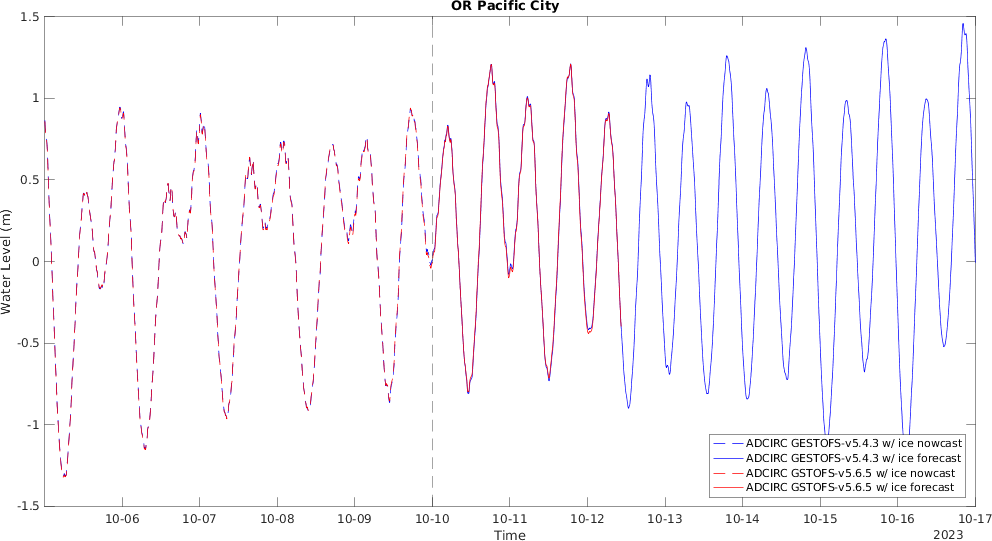 OR Pacific City
1.5
1
0.5
0
-0.5
-1
-1.5
Water Level (m)
10-06 10-07 10-08 10-09 10-10 10-11 10-12 10-13 10-14 10-15 10-16 10-17
Time
2023
ADCIRC GESTOFS-v5.4.3 w/ ice nowcast
ADCIRC GESTOFS-v5.4.3 w/ ice forecast
ADCIRC GSTOFS-v5.6.5 w/ ice nowcast
ADCIRC GSTOFS-v5.6.5 w/ ice forecast